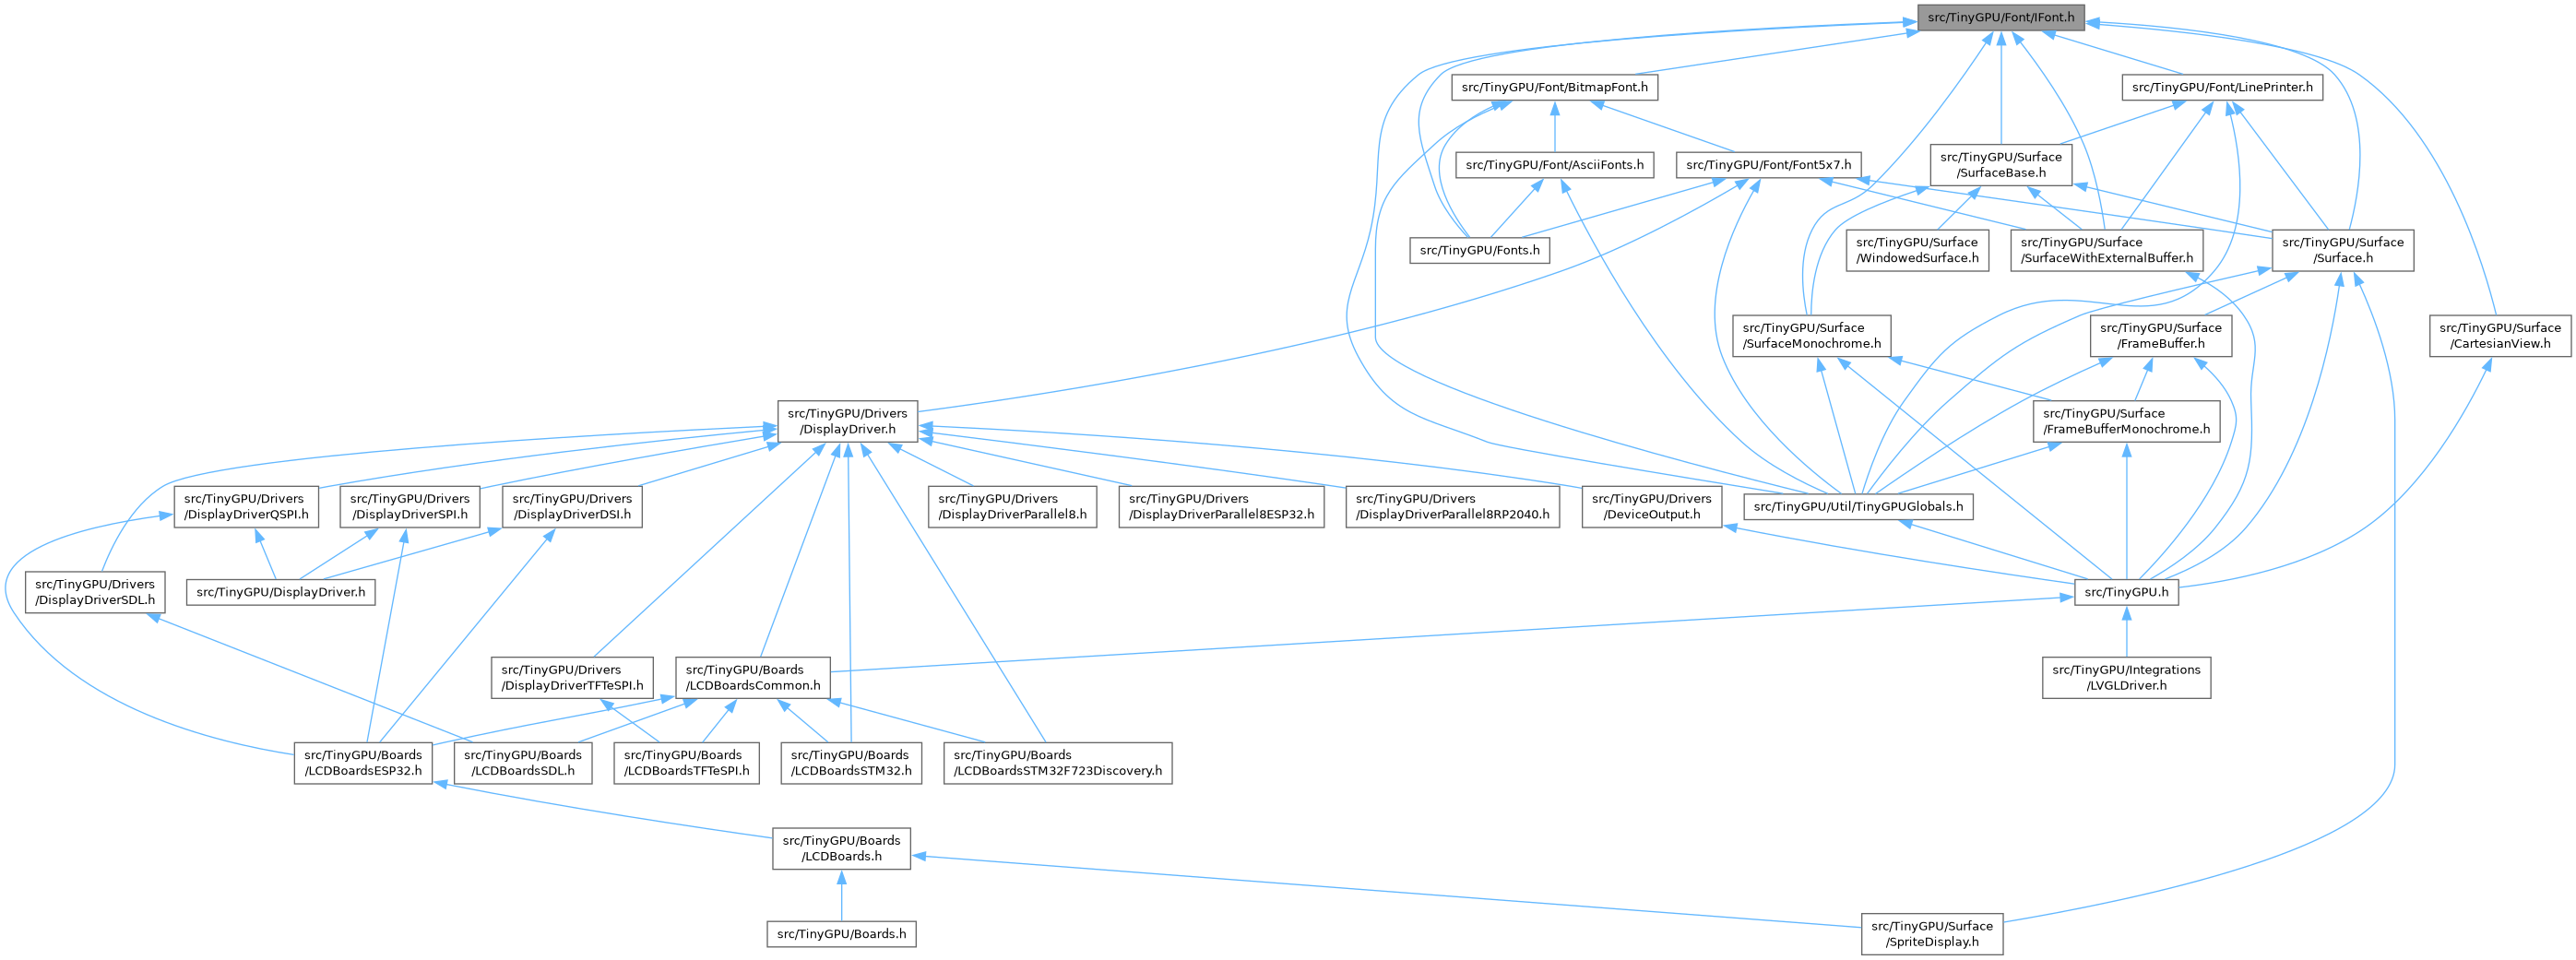 src/TinyGPU/Font/IFont.h
src/TinyGPU/Font/BitmapFont.h
src/TinyGPU/Font/LinePrinter.h
src/TinyGPU/Font/AsciiFonts.h
src/TinyGPU/Font/Font5x7.h
src/TinyGPU/Surface
/SurfaceBase.h
src/TinyGPU/Fonts.h
src/TinyGPU/Surface
/WindowedSurface.h
src/TinyGPU/Surface
/SurfaceWithExternalBuffer.h
src/TinyGPU/Surface
/Surface.h
src/TinyGPU/Surface
/SurfaceMonochrome.h
src/TinyGPU/Surface
/FrameBuffer.h
src/TinyGPU/Surface
/CartesianView.h
src/TinyGPU/Drivers
/DisplayDriver.h
src/TinyGPU/Surface
/FrameBufferMonochrome.h
src/TinyGPU/Drivers
/DisplayDriverQSPI.h
src/TinyGPU/Drivers
/DisplayDriverSPI.h
src/TinyGPU/Drivers
/DisplayDriverDSI.h
src/TinyGPU/Drivers
/DisplayDriverParallel8.h
src/TinyGPU/Drivers
/DisplayDriverParallel8ESP32.h
src/TinyGPU/Drivers
/DisplayDriverParallel8RP2040.h
src/TinyGPU/Drivers
/DeviceOutput.h
src/TinyGPU/Util/TinyGPUGlobals.h
src/TinyGPU/Drivers
/DisplayDriverSDL.h
src/TinyGPU/DisplayDriver.h
src/TinyGPU.h
src/TinyGPU/Drivers
/DisplayDriverTFTeSPI.h
src/TinyGPU/Boards
/LCDBoardsCommon.h
src/TinyGPU/Integrations
/LVGLDriver.h
src/TinyGPU/Boards
/LCDBoardsESP32.h
src/TinyGPU/Boards
/LCDBoardsSDL.h
src/TinyGPU/Boards
/LCDBoardsTFTeSPI.h
src/TinyGPU/Boards
/LCDBoardsSTM32.h
src/TinyGPU/Boards
/LCDBoardsSTM32F723Discovery.h
src/TinyGPU/Boards
/LCDBoards.h
src/TinyGPU/Boards.h
src/TinyGPU/Surface
/SpriteDisplay.h